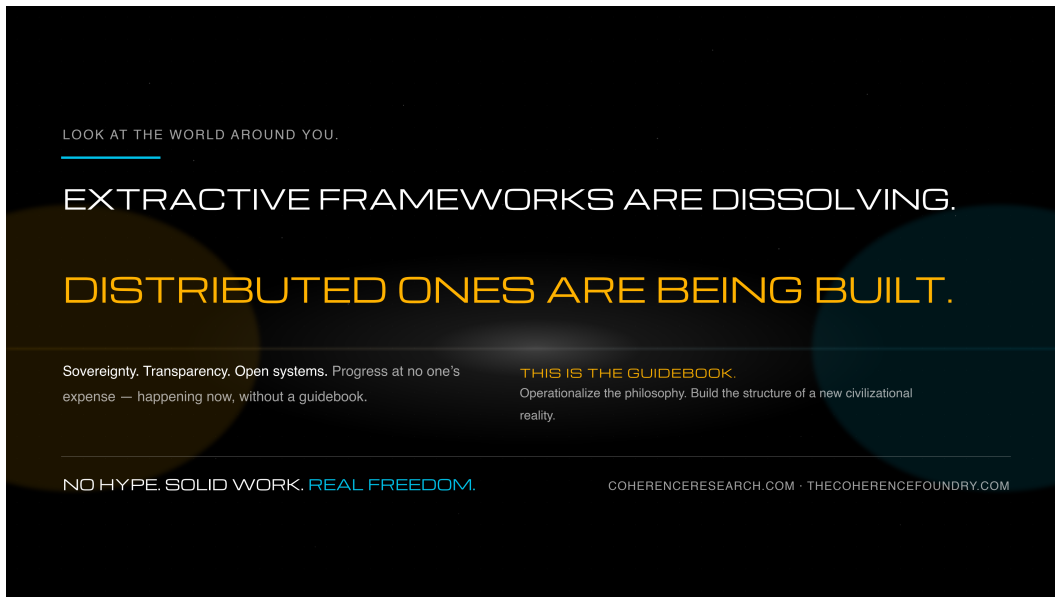 LOOK AT THE WORLD AROUND YOU.
EXTRACTIVE FRAMEWORKS ARE DISSOLVING.
DISTRIBUTED ONES ARE BEING BUILT.
Sovereignty. Transparency. Open systems. Progress at no one’s
expense — happening now, without a guidebook.
THIS IS THE GUIDEBOOK.
Operationalize the philosophy. Build the structure of a new civilizational
reality.
NO HYPE. SOLID WORK. REAL FREEDOM.
COHERENCERESEARCH.COM · THECOHERENCEFOUNDRY.COM